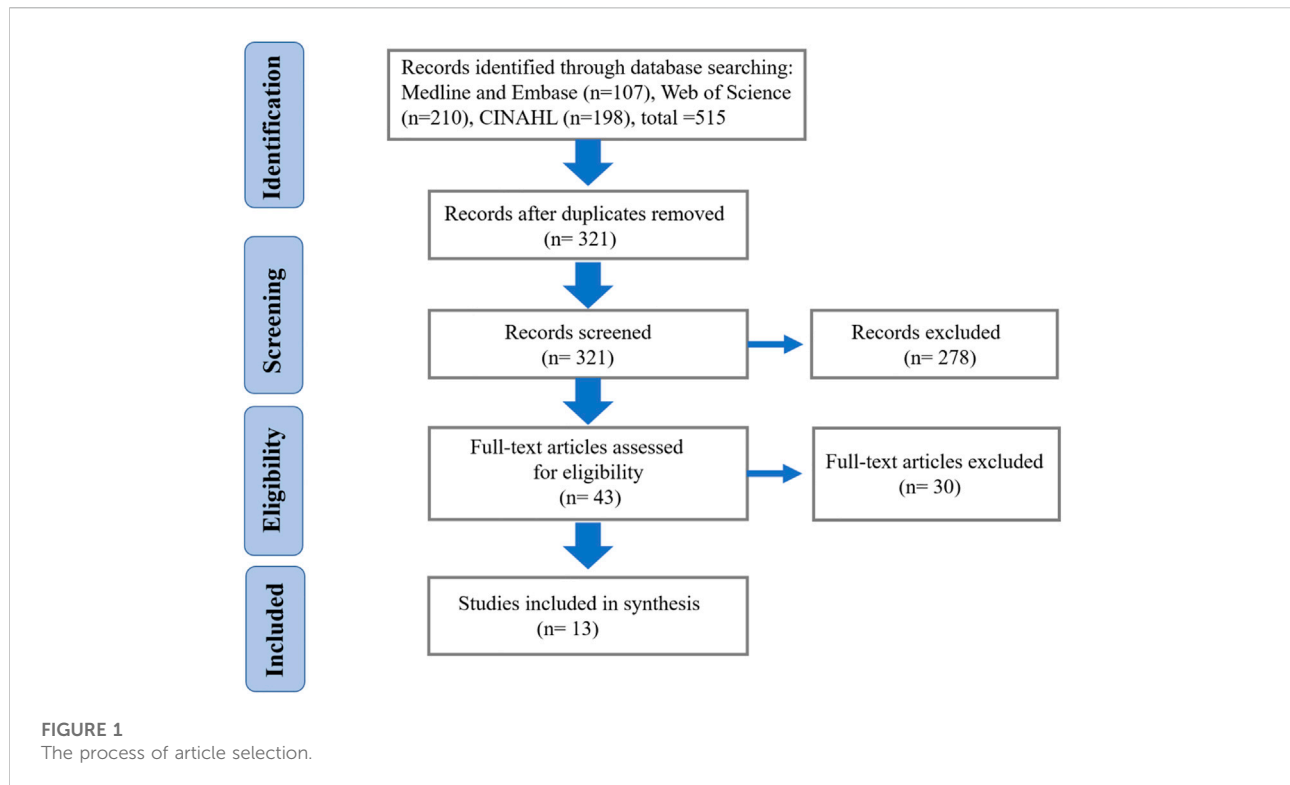 Identification
Records identified through database searching:
Medline and Embase (n=107), Web of Science
(n=210), CINAHL (n=198), total =515
Records after duplicates removed
(n= 321)
Screening
Records screened
(n= 321)
Records excluded
(n= 278)
Eligibility
Full-text articles assessed
for eligibility
(n= 43)
Full-text articles excluded
(n= 30)
Included
Studies included in synthesis
(n= 13)
FIGURE 1
The process of article selection.